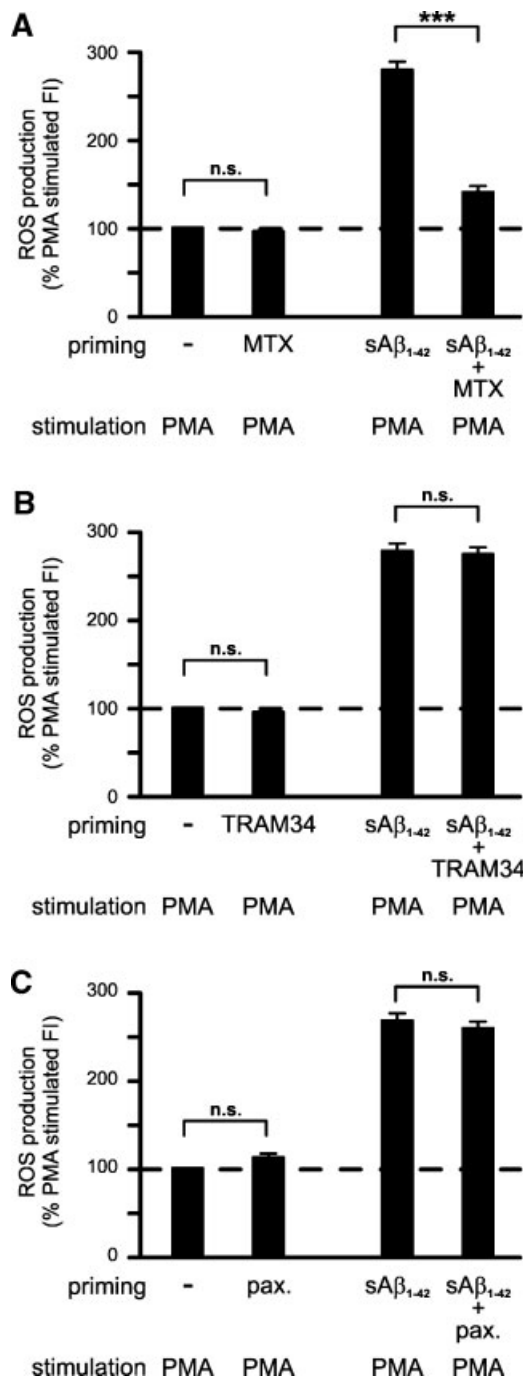 A
***
300
n.s.
200
100
0
ROS production
(% PMA stimulated FI)
priming - MTX sAβ₁₋₄₂ sAβ₁₋₄₂
+
MTX
stimulation PMA PMA PMA PMA
B
n.s.
300
n.s.
200
100
0
ROS production
(% PMA stimulated FI)
priming - TRAM34 sAβ₁₋₄₂ sAβ₁₋₄₂
+
TRAM34
stimulation PMA PMA PMA PMA
C
n.s.
300
n.s.
200
100
0
ROS production
(% PMA stimulated FI)
priming - pax. sAβ₁₋₄₂ sAβ₁₋₄₂
+
pax.
stimulation PMA PMA PMA PMA